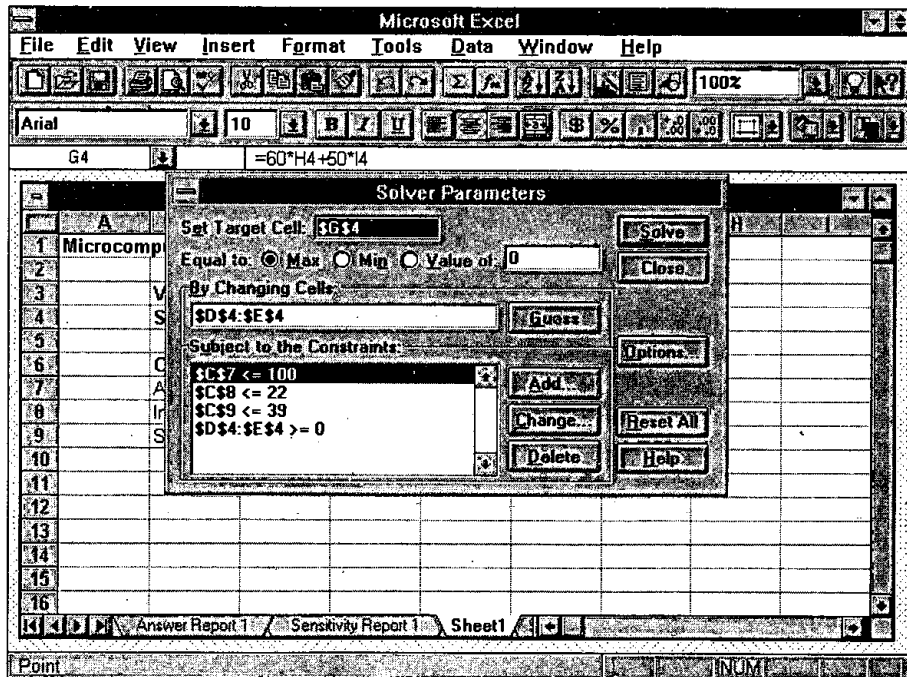 Microsoft Excel
File Edit View Insert Format Tools Data Window Help
100%
Arial 10 B I U $ %
G4 =60*H4+50*I4
Solver Parameters
A H I
Set Target Cell: $G$4 Solve
1 Microcompu
Equal to: Max Min Value of: 0 Close
2
By Changing Cells:
3 V
4 S $D$4:$E$4 Guess
5 Subject to the Constraints: Options...
6 C $C$7 <= 100 Add...
7 A $C$8 <= 22
8 In $C$9 <= 39 Change... Reset All
9 S $D$4:$E$4 >= 0
10 Delete Help
11
12
13
14
15
16
Answer Report 1 Sensitivity Report 1 Sheet1
Point NUM